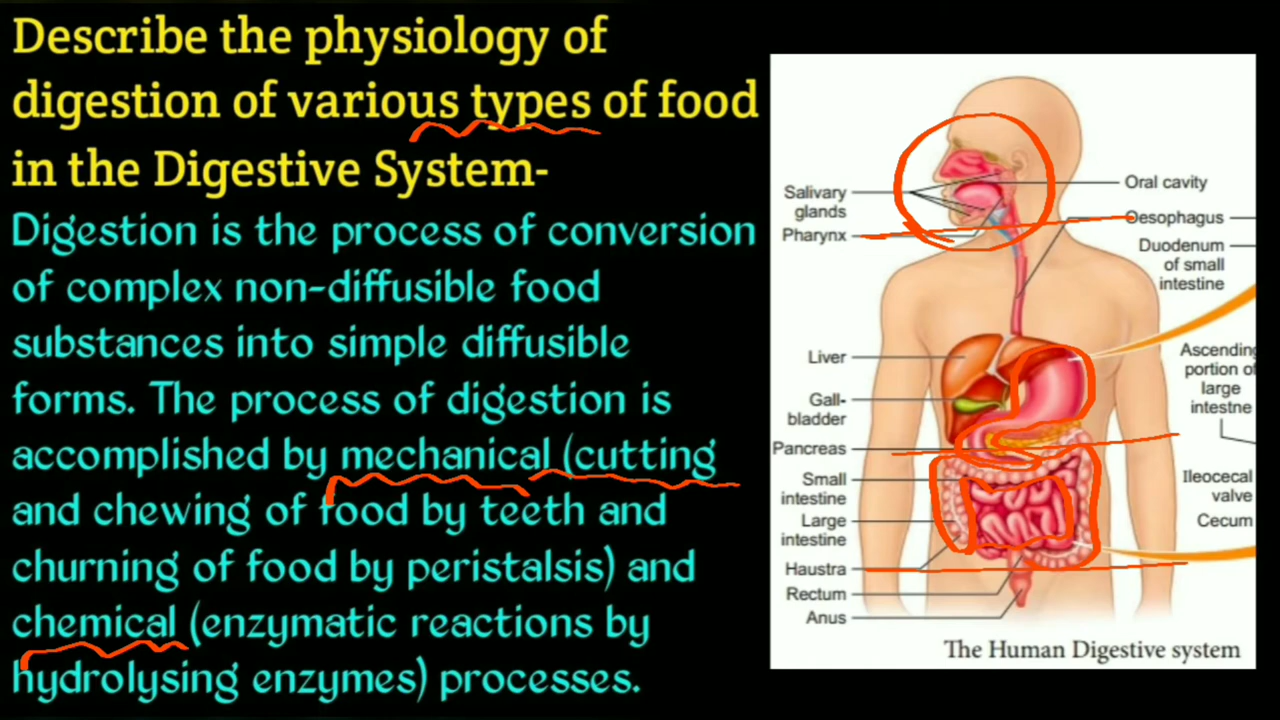 Describe the physiology of
digestion of various types of food
in the Digestive System-
Digestion is the process of conversion
of complex non-diffusible food
substances into simple diffusible
forms. The process of digestion is
accomplished by mechanical (cutting
and chewing of food by teeth and
churning of food by peristalsis) and
chemical (enzymatic reactions by
hydrolysing enzymes) processes.
Salivary
glands
Pharynx
Liver
Gall-
bladder
Pancreas
Small
intestine
Large
intestine
Haustra
Rectum
Anus
Oral cavity
Oesophagus
Duodenum
of small
intestine
Ascending
portion of
large
intestne
Ileocecal
valve
Cecum
The Human Digestive system